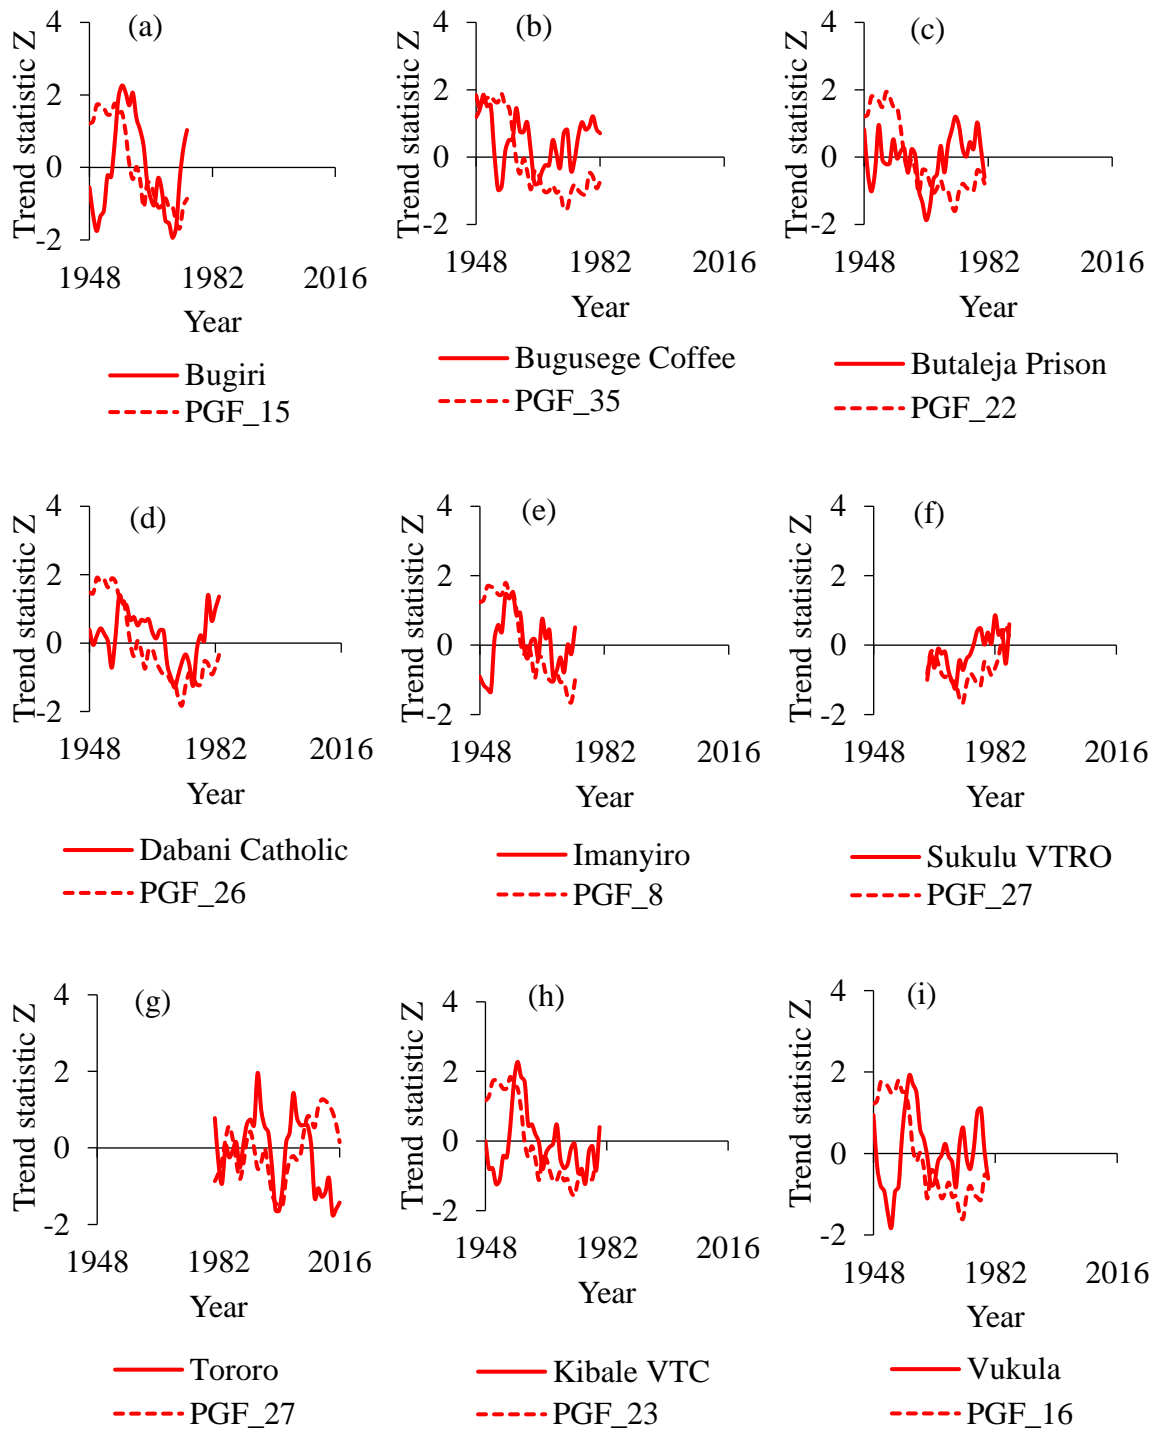 (a)
Trend statistic Z
4
2
0
-2
1948 1982 2016
Year
Bugiri
PGF_15
(b)
Trend statistic Z
4
2
0
-2
1948 1982 2016
Year
Bugusege Coffee
PGF_35
(c)
Trend statistic Z
4
2
0
-2
1948 1982 2016
Year
Butaleja Prison
PGF_22
(d)
Trend statistic Z
4
2
0
-2
1948 1982 2016
Year
Dabani Catholic
PGF_26
(e)
Trend statistic Z
4
2
0
-2
1948 1982 2016
Year
Imanyiro
PGF_8
(f)
Trend statistic Z
4
2
0
-2
1948 1982 2016
Year
Sukulu VTRO
PGF_27
(g)
Trend statistic Z
4
2
0
-2
1948 1982 2016
Year
Tororo
PGF_27
(h)
Trend statistic Z
4
2
0
-2
1948 1982 2016
Year
Kibale VTC
PGF_23
(i)
Trend statistic Z
4
2
0
-2
1948 1982 2016
Year
Vukula
PGF_16